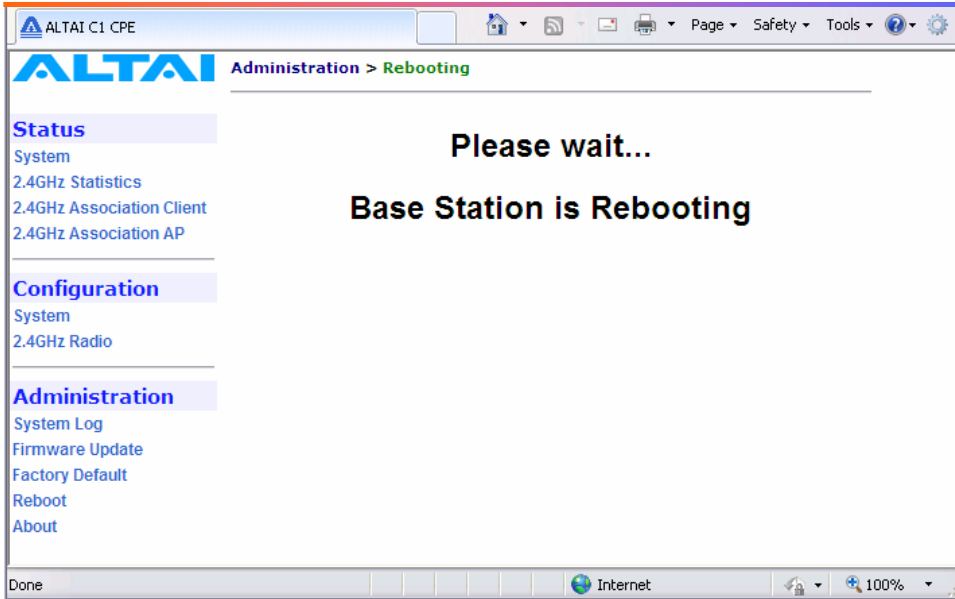 ALTAI C1 CPE
Page Safety Tools
ALTAI
Administration > Rebooting
Status
System
2.4GHz Statistics
2.4GHz Association Client
2.4GHz Association AP
Configuration
System
2.4GHz Radio
Administration
System Log
Firmware Update
Factory Default
Reboot
About
Please wait...
Base Station is Rebooting
Done
Internet
100%